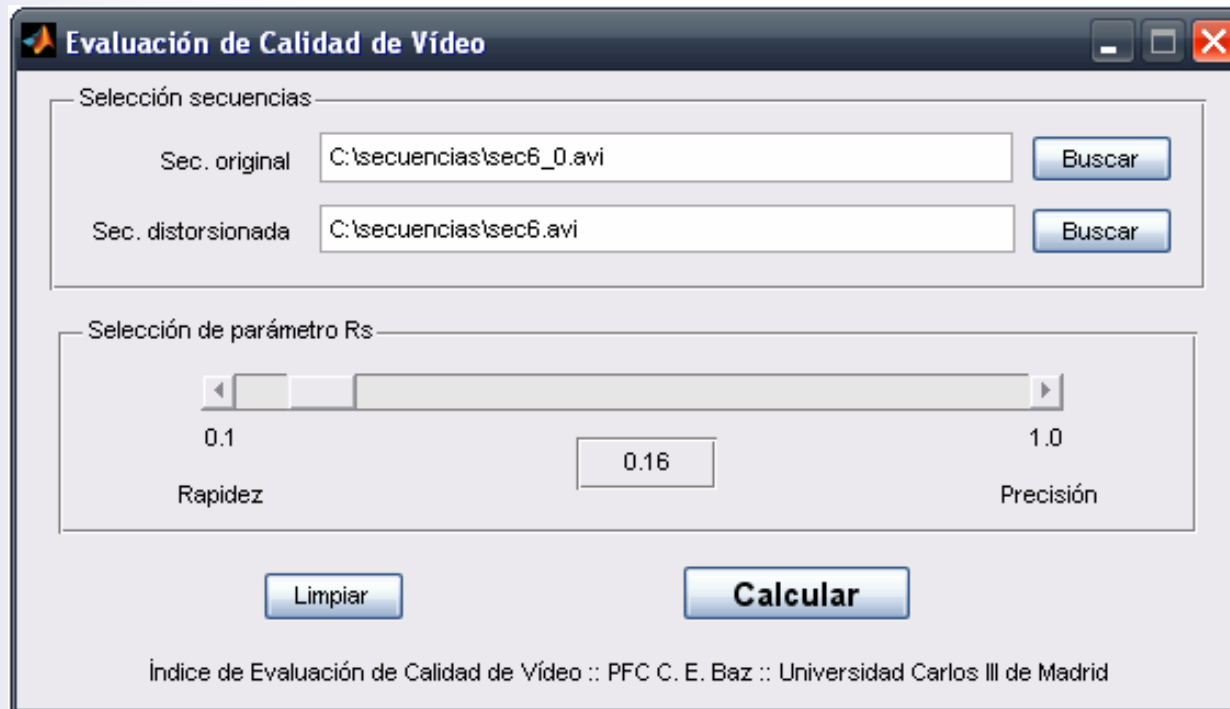 Evaluación de Calidad de Vídeo
Selección secuencias
Sec. original C:\secuencias\sec6_0.avi Buscar
Sec. distorsionada C:\secuencias\sec6.avi Buscar
Selección de parámetro Rs
0.1 1.0
0.16
Rapidez Precisión
Limpiar Calcular
Índice de Evaluación de Calidad de Vídeo :: PFC C. E. Baz :: Universidad Carlos III de Madrid